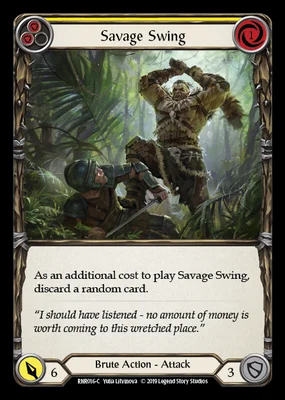 Savage Swing
1
As an additional cost to play Savage Swing,
discard a random card.
"I should have listened - no amount of money is
worth coming to this wretched place."
6
Brute Action - Attack
3
RNR016-C Yulia Litvinova © 2019 Legend Story Studios